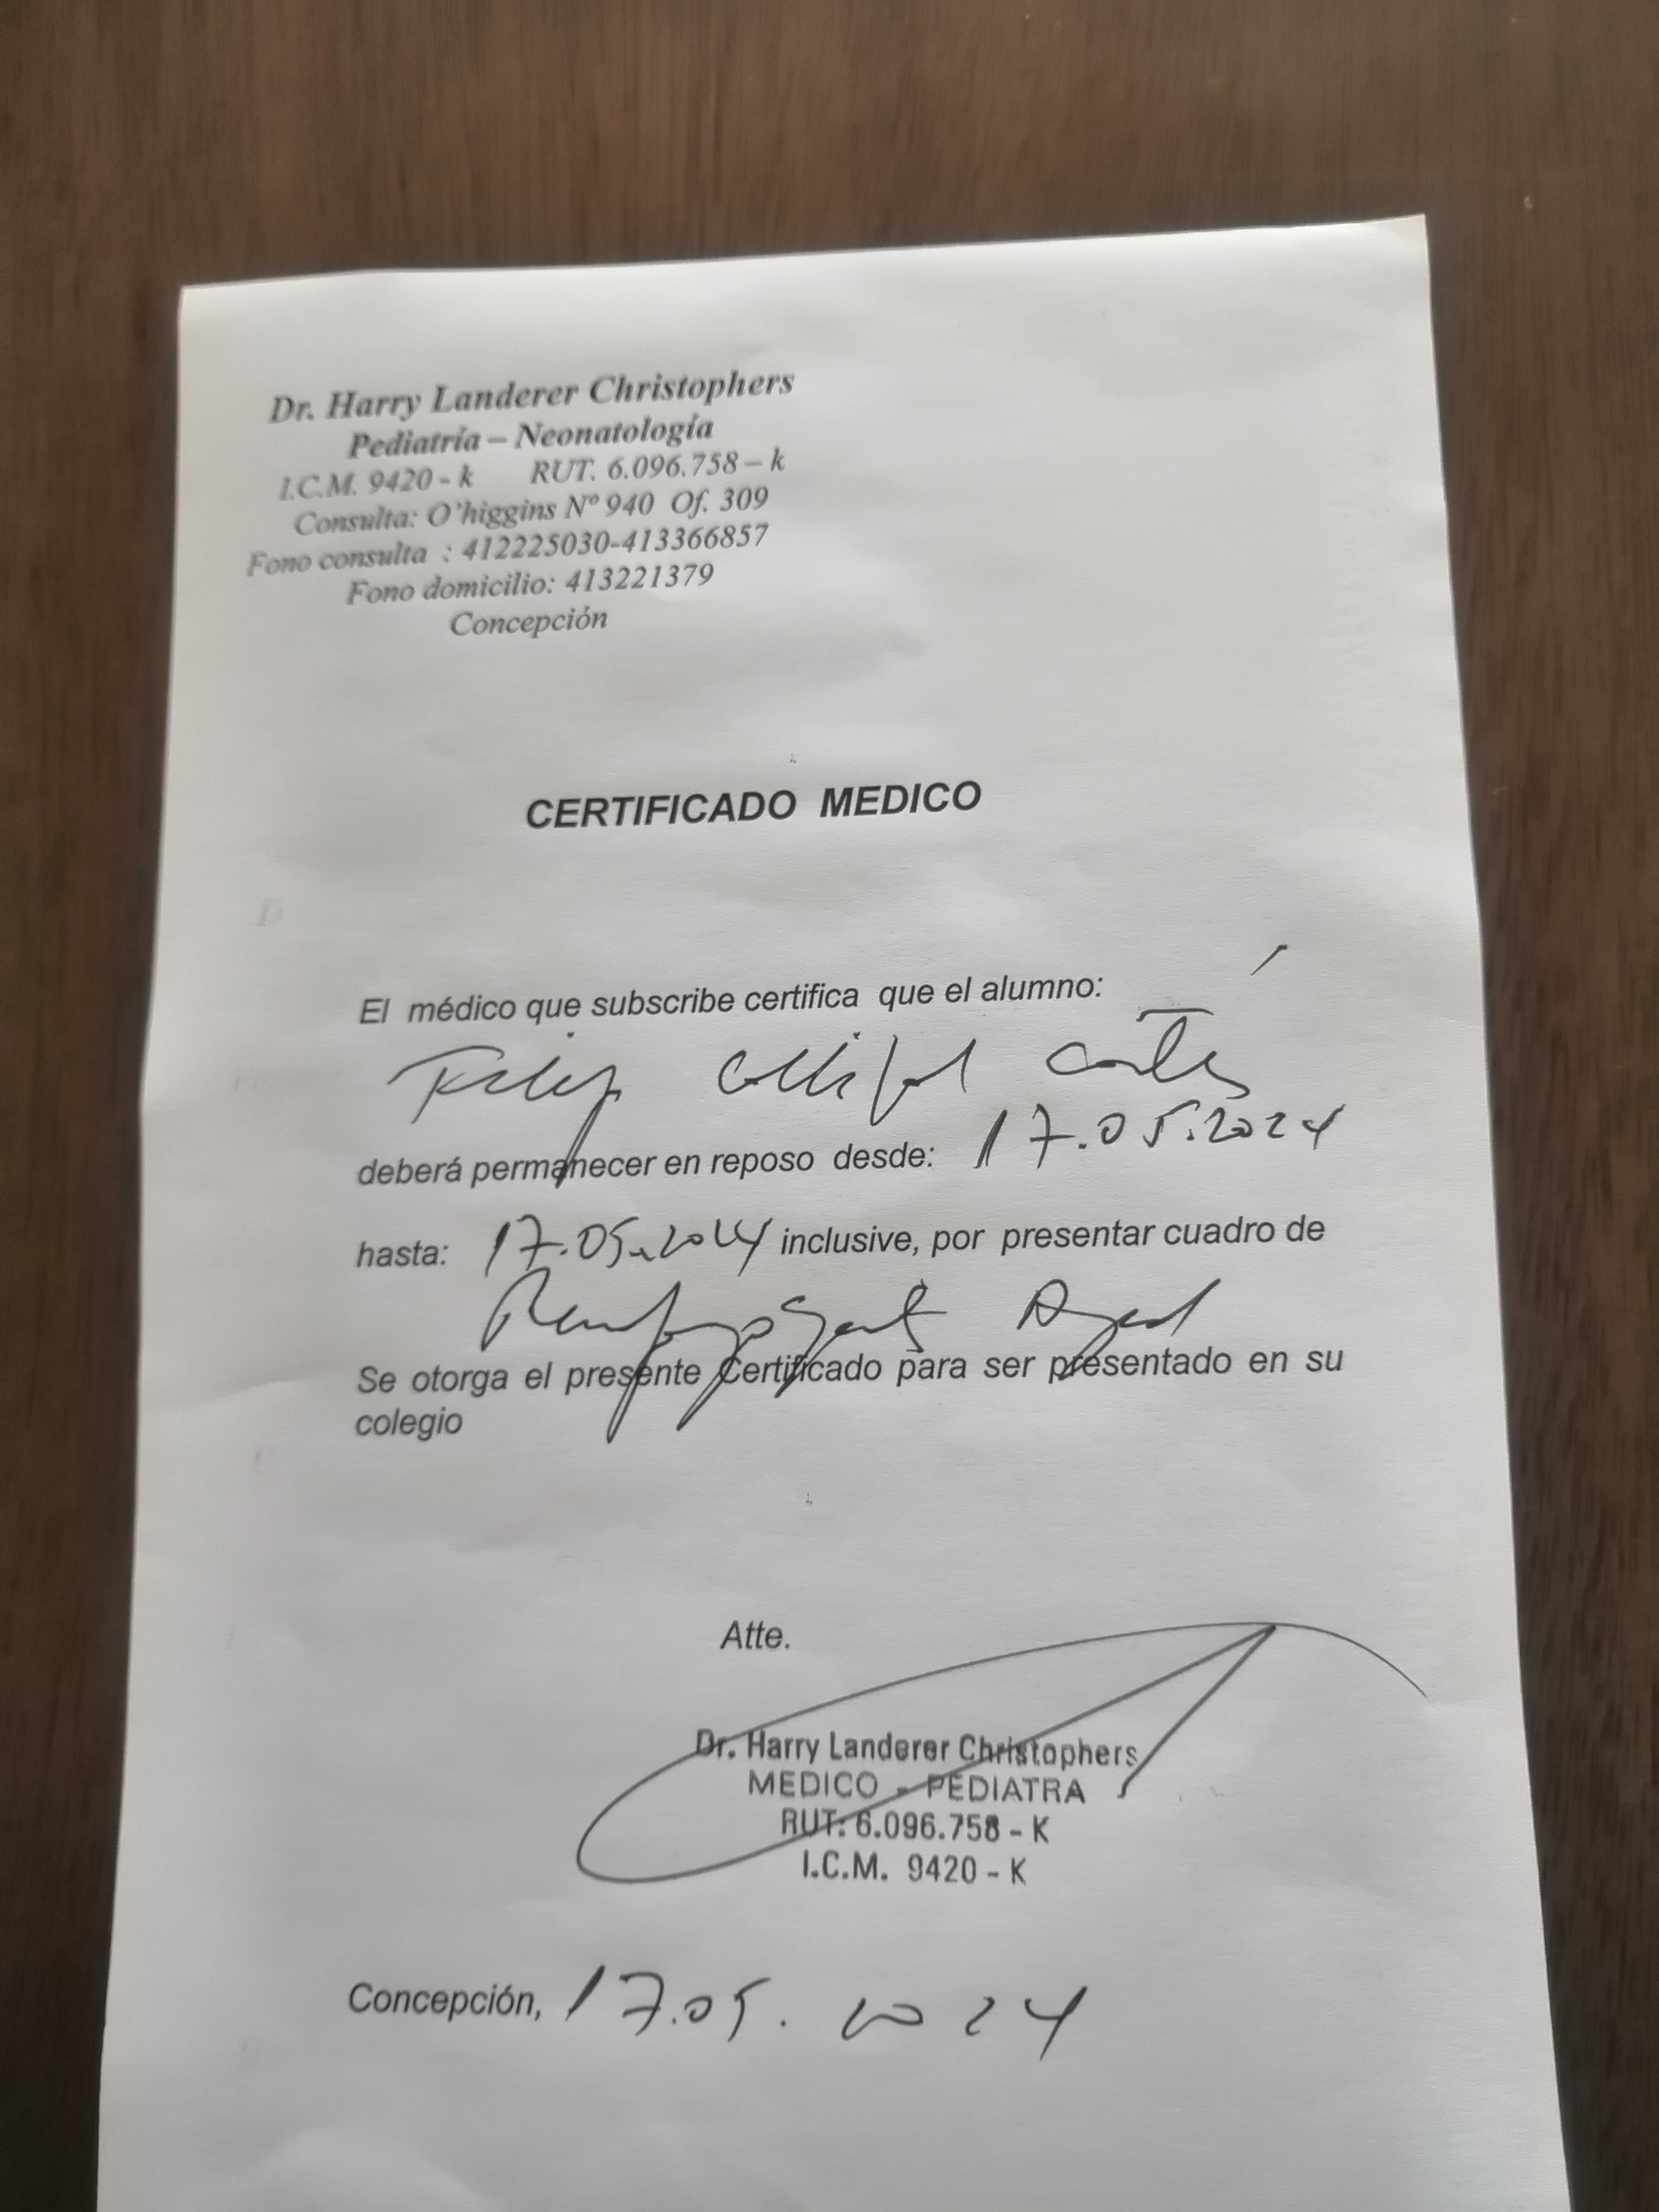 Dr. Harry Landerer Christophers
Pediatría – Neonatología
I.C.M. 9420 - k RUT. 6.096.758 – k
Consulta: O'higgins Nº 940 Of. 309
Fono consulta : 412225030-413366857
Fono domicilio: 413221379
Concepción
CERTIFICADO MEDICO
El médico que subscribe certifica que el alumno:
deberá permanecer en reposo desde: 17.05.2024
hasta: 17.05.2024 inclusive, por presentar cuadro de
Se otorga el presente Certificado para ser presentado en su
colegio
Atte.
Dr. Harry Landerer Christophers
MEDICO - PEDIATRA
RUT: 6.096.758 - K
I.C.M. 9420 - K
Concepción, 17.05.2024